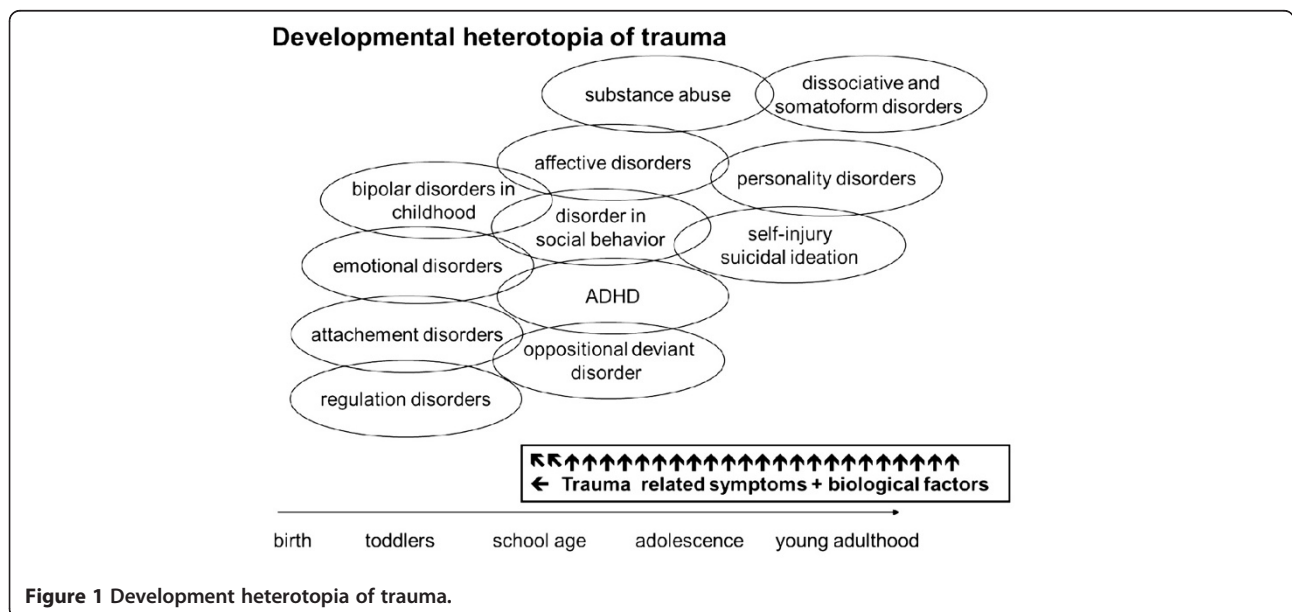 Developmental heterotopia of trauma
substance abuse
dissociative and
somatoform disorders
affective disorders
personality disorders
bipolar disorders in
childhood
disorder in
social behavior
self-injury
suicidal ideation
emotional disorders
ADHD
attachement disorders
oppositional deviant
disorder
regulation disorders
Trauma related symptoms + biological factors
birth toddlers school age adolescence young adulthood
Figure 1 Development heterotopia of trauma.